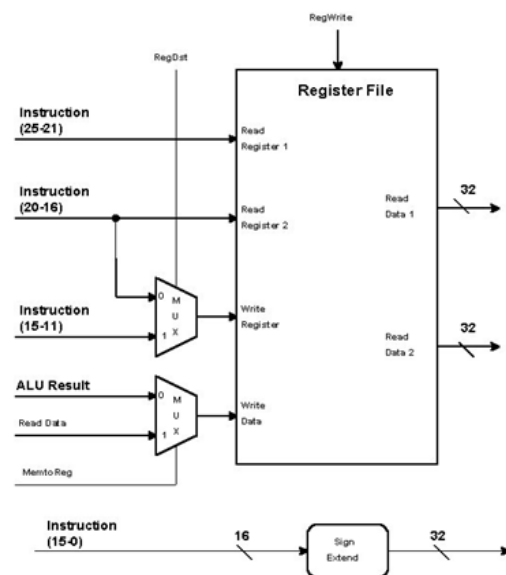 RegWrite
RegDst
Register File
Instruction
(25-21)
Read
Register 1
Instruction
(20-16)
Read
Register 2
Read
Data 1
32
0
M
U
X
1
Instruction
(15-11)
Write
Register
Read
Data 2
32
ALU Result
0
M
U
X
1
Read Data
Write
Data
MemtoReg
Instruction
(15-0)
16
Sign
Extend
32